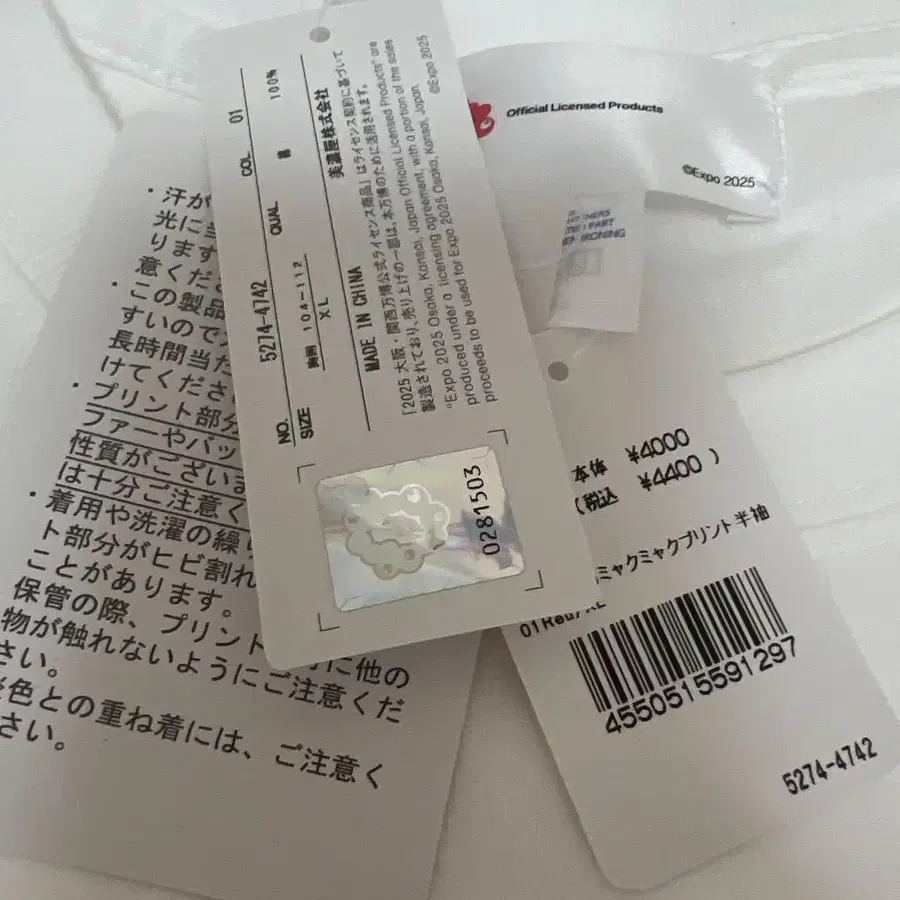 ・汗が
光に
ります
意くださ
・この製品
すいので
長時間当た
けてくださ
・プリント部分
ファーやバッ
性質がございま
は十分ご注意く
・着用や洗濯の繰り
ト部分がヒビ割れ
ことがあります。
保管の際、プリント
に他の
物が触れないようにご注意くだ
さい。
色との重ね着には、ご注意く
さい。
NO. 5274-4742 COL. 01
SIZE 胸囲 104-112 QUAL. 綿 100%
XL
美濃屋株式会社
MADE IN CHINA
「2025 大阪・関西万博公式ライセンス商品」はライセンス契約に基づいて
製造されており、売り上げの一部は、本万博のために活用されます。
"Expo 2025 Osaka, Kansai, Japan Official Licensed Products" are
produced under a licensing agreement, with a portion of the sales
proceeds to be used for Expo 2025 Osaka, Kansai, Japan.
©Expo 2025
0281503
Official Licensed Products
©Expo 2025
PART
IRONING
本体 ¥4000
(税込 ¥4400)
ミャクミャクプリント半袖
01Red/XL
4550515591297
5274-4742